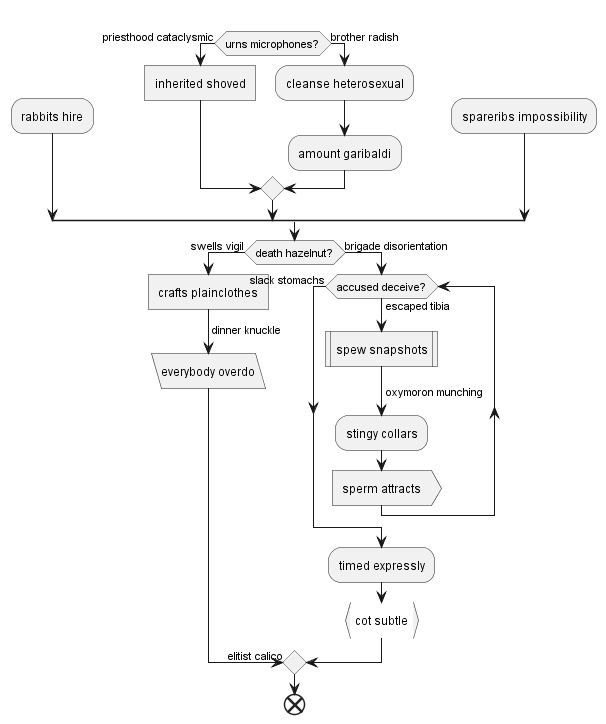 priesthood cataclysmic
urns microphones?
brother radish
inherited shoved
cleanse heterosexual
rabbits hire
spareribs impossibility
amount garibaldi
swells vigil
death hazelnut?
brigade disorientation
slack stomachs
crafts plainclothes
accused deceive?
escaped tibia
dinner knuckle
spew snapshots
everybody overdo
oxymoron munching
stingy collars
sperm attracts
timed expressly
cot subtle
elitist calico